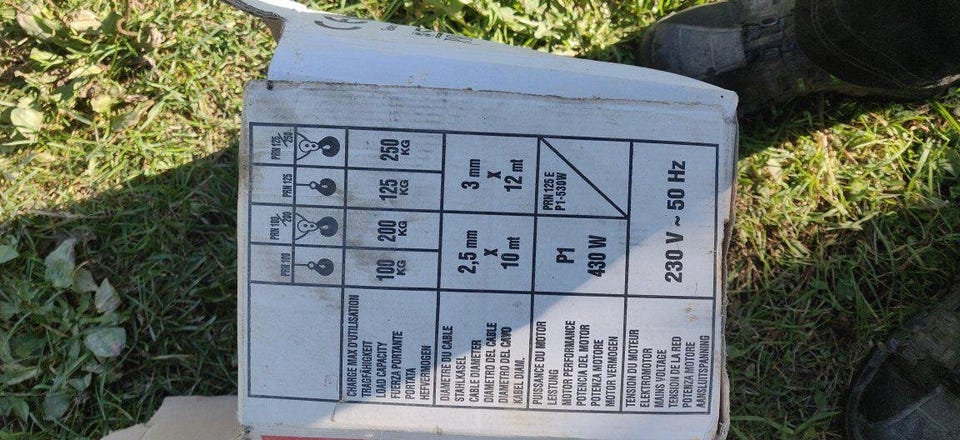 PRN 100
PRN 100/200
PRN 125
PRN 125/250
CHARGE MAX D'UTILISATION
TRAGFÄHIGKEIT
LOAD CAPACITY
FUERZA PORTANTE
PORTATA
HEFVERMOGEN
100
KG
200
KG
125
KG
250
KG
DIAMETRE DU CABLE
STAHLKASEL
CABLE DIAMETER
DIAMETRO DEL CABLE
DIAMETRO DEL CAVO
KABEL DIAM.
2,5 mm
X
10 mt
3 mm
X
12 mt
PUISSANCE DU MOTOR
LEISTUNG
MOTOR PERFORMANCE
POTENCIA DEL MOTOR
POTENZA MOTORE
MOTOR VERMOGEN
P1
430 W
PRN 125 E
P1-530W
TENDON DU MOTEUR
ELEKTROMOTOR
MAINS VOLTAGE
TENSION DE LA RED
POTENZA MOTORE
AANSLUITSPANNING
230 V ~ 50 Hz